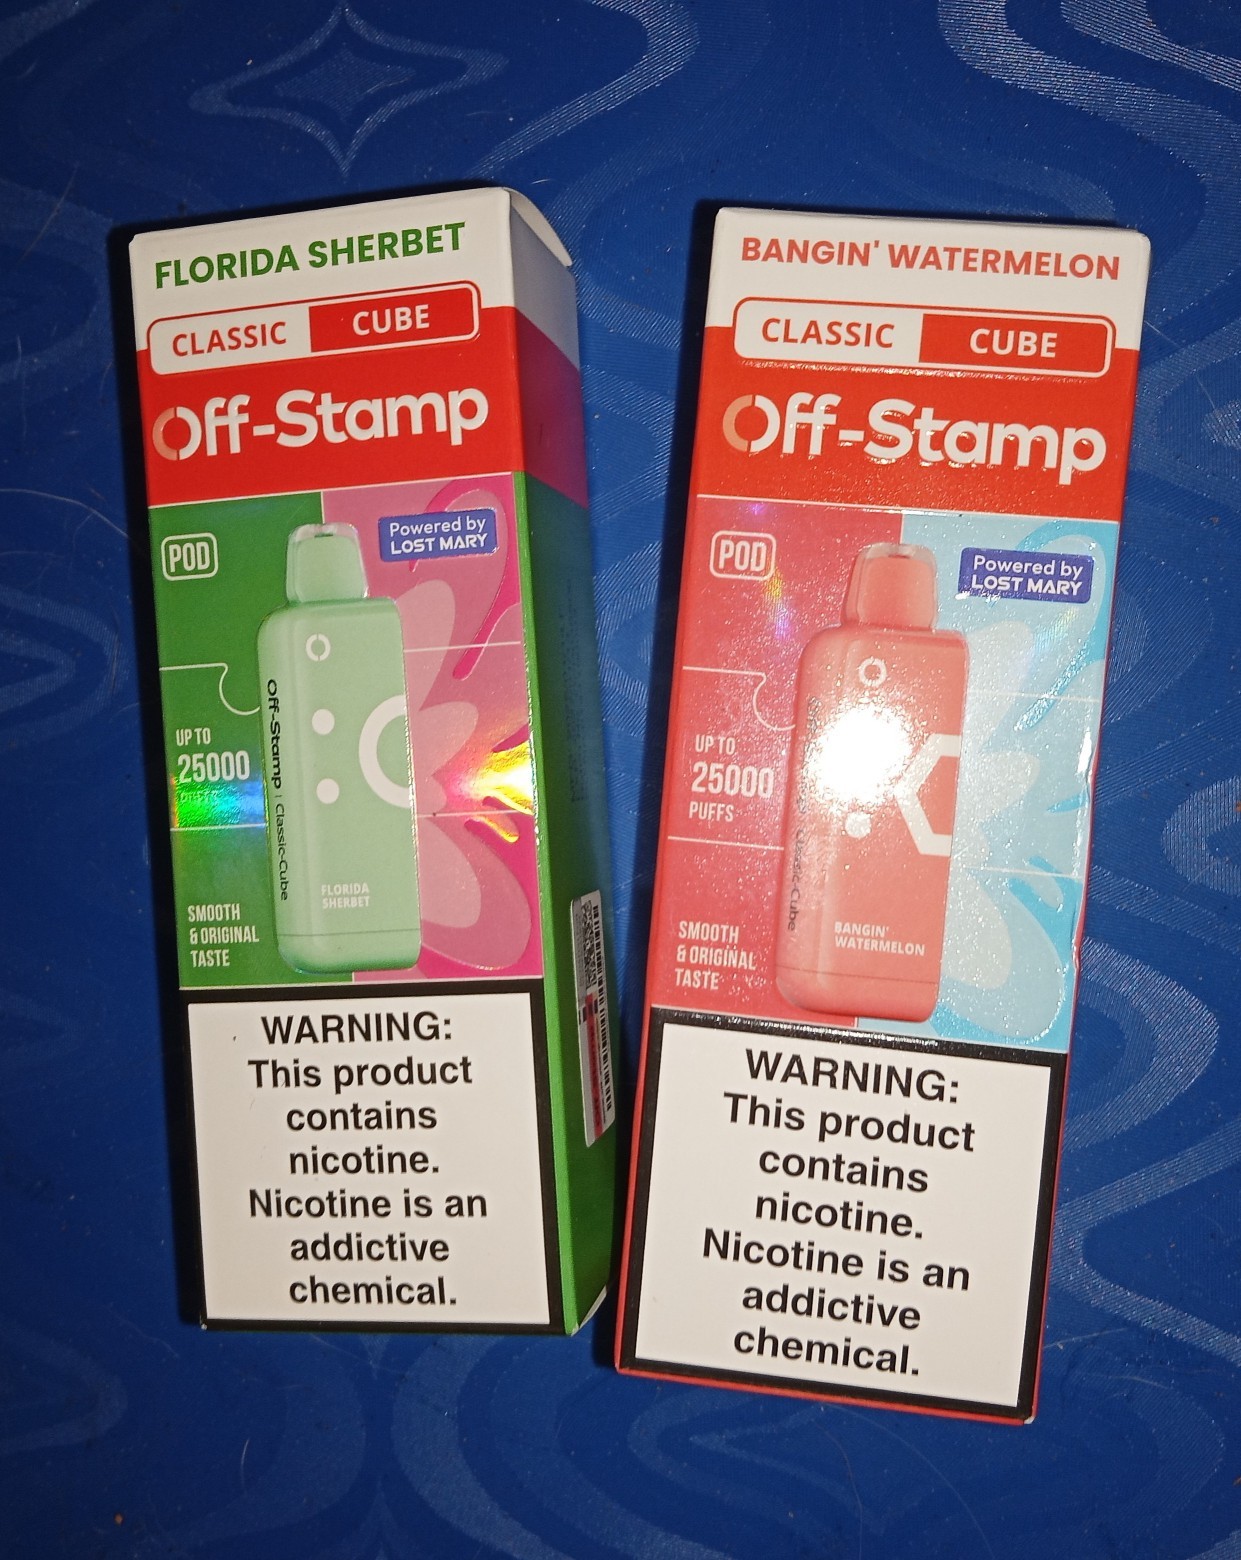 FLORIDA SHERBET
CLASSIC CUBE
Off-Stamp
POD
Powered by
LOST MARY
UP TO
25000
Off-Stamp | Classic-Cube
FLORIDA
SHERBET
SMOOTH
& ORIGINAL
TASTE
WARNING:
This product
contains
nicotine.
Nicotine is an
addictive
chemical.
BANGIN' WATERMELON
CLASSIC CUBE
Off-Stamp
POD
Powered by
LOST MARY
UP TO
25000
PUFFS
Classic-Cube
BANGIN'
WATERMELON
SMOOTH
& ORIGINAL
TASTE
WARNING:
This product
contains
nicotine.
Nicotine is an
addictive
chemical.